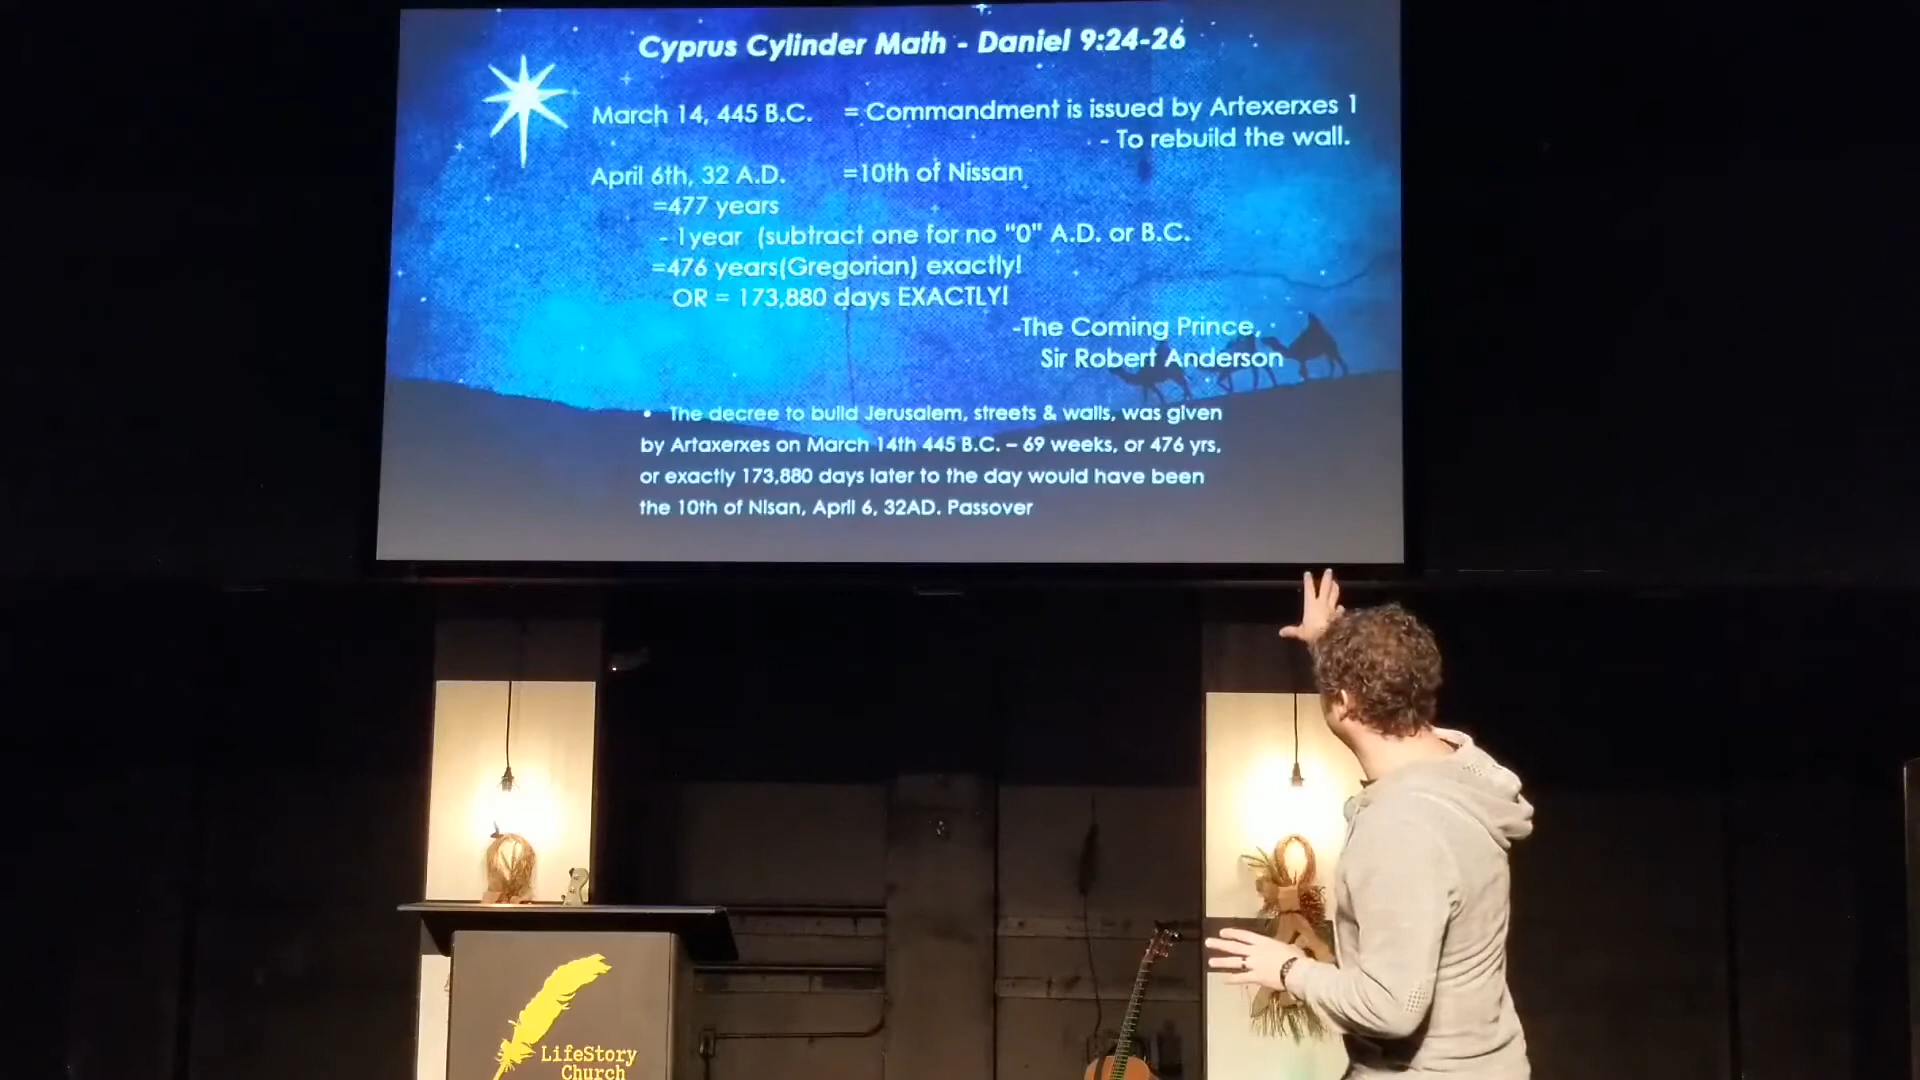 Cyprus Cylinder Math - Daniel 9:24-26
March 14, 445 B.C. = Commandment is issued by Artexerxes 1
- To rebuild the wall.
April 6th, 32 A.D. =10th of Nissan
=477 years
- 1year (subtract one for no "0" A.D. or B.C.
=476 years(Gregorian) exactly!
OR = 173,880 days EXACTLY!
-The Coming Prince,
Sir Robert Anderson
• The decree to build Jerusalem, streets & walls, was given
by Artaxerxes on March 14th 445 B.C. – 69 weeks, or 476 yrs,
or exactly 173,880 days later to the day would have been
the 10th of Nisan, April 6, 32AD. Passover
LifeStory
Church